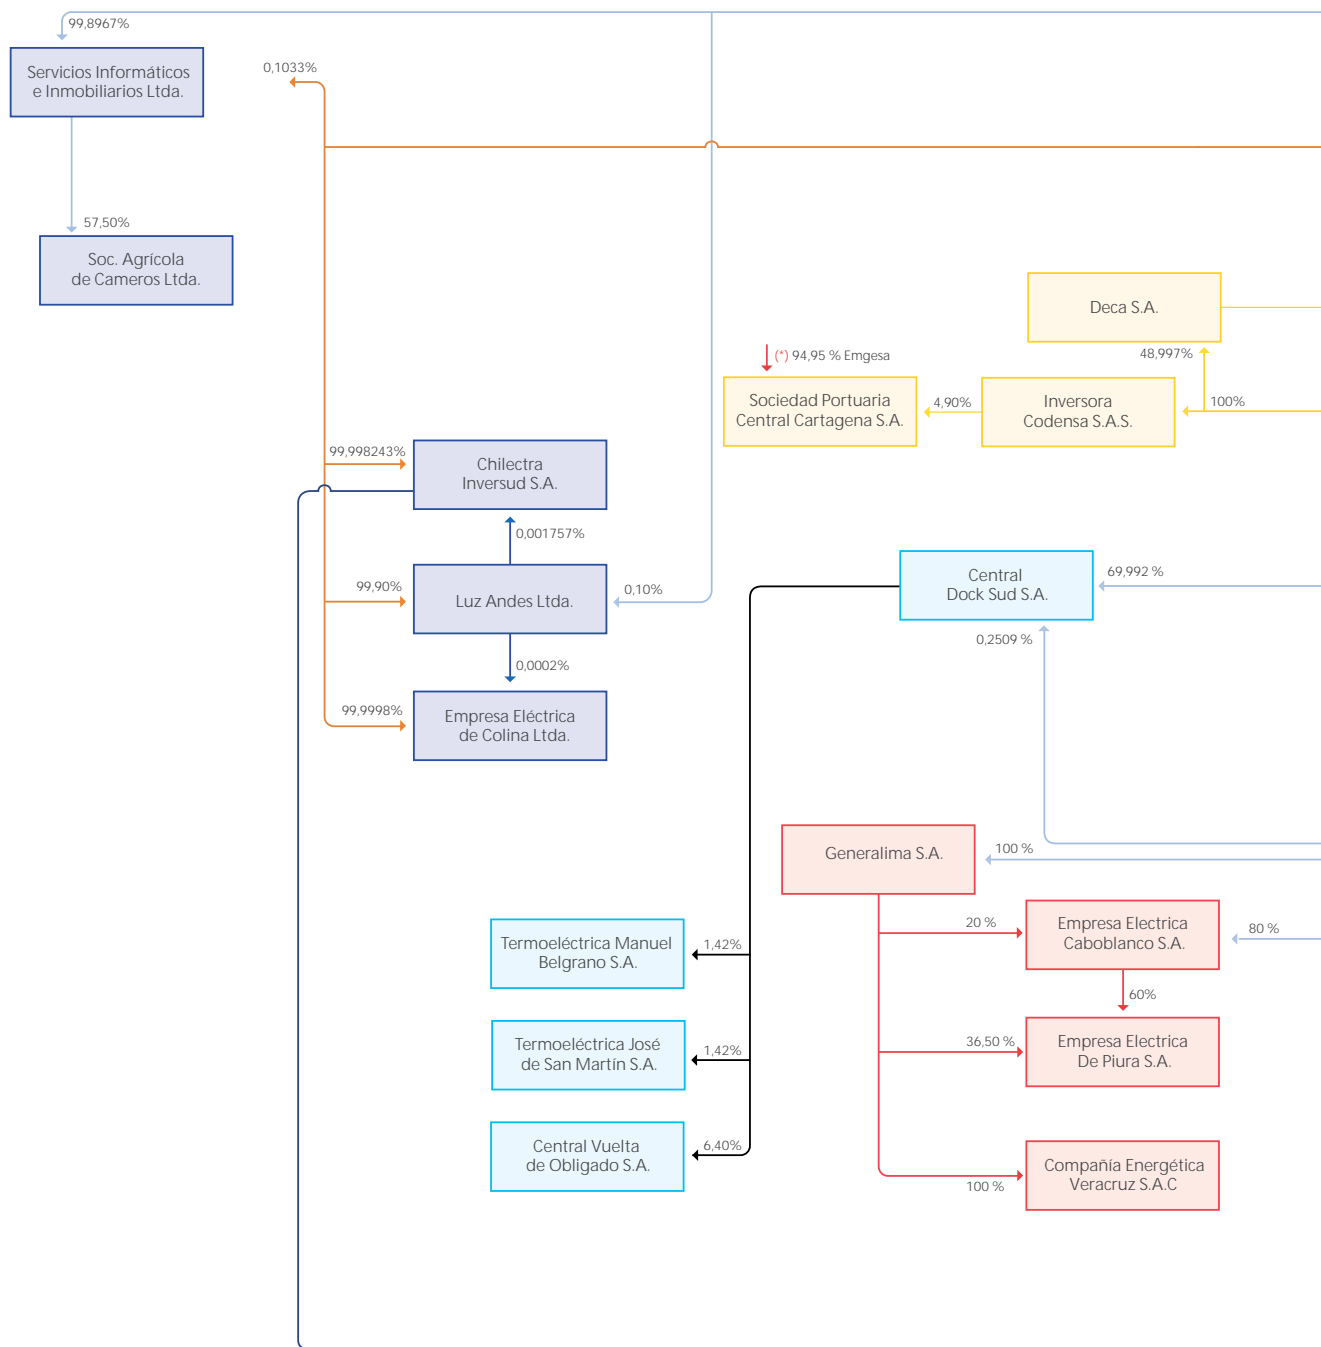 99,8967%
Servicios Informáticos
e Inmobiliarios Ltda.
0,1033%
57,50%
Soc. Agrícola
de Cameros Ltda.
Deca S.A.
48,997%
(*) 94,95 % Emgesa
Sociedad Portuaria
Central Cartagena S.A.
4,90%
Inversora
Codensa S.A.S.
100%
99,998243%
Chilectra
Inversud S.A.
0,001757%
99,90%
Luz Andes Ltda.
0,10%
0,0002%
99,9998%
Empresa Eléctrica
de Colina Ltda.
Central
Dock Sud S.A.
69,992 %
0,2509 %
Generalima S.A.
100 %
20 %
Empresa Electrica
Caboblanco S.A.
80 %
60%
36,50 %
Empresa Electrica
De Piura S.A.
100 %
Compañía Energética
Veracruz S.A.C
Termoeléctrica Manuel
Belgrano S.A.
1,42%
Termoeléctrica José
de San Martín S.A.
1,42%
Central Vuelta
de Obligado S.A.
6,40%